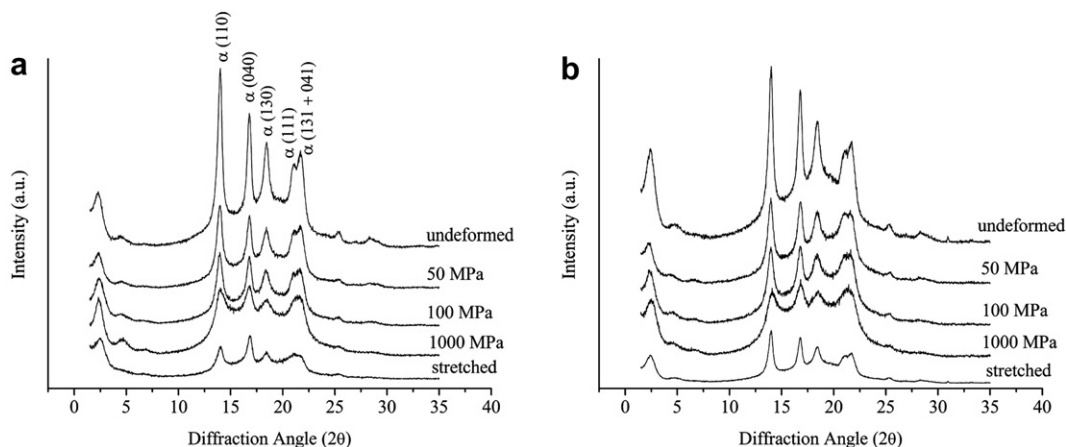 a
α (110)
α (040)
α (130)
α (111)
α (131 + 041)
Intensity (a.u.)
undeformed
50 MPa
100 MPa
1000 MPa
stretched
0 5 10 15 20 25 30 35 40
Diffraction Angle (2θ)
b
Intensity (a.u.)
undeformed
50 MPa
100 MPa
1000 MPa
stretched
0 5 10 15 20 25 30 35 40
Diffraction Angle (2θ)